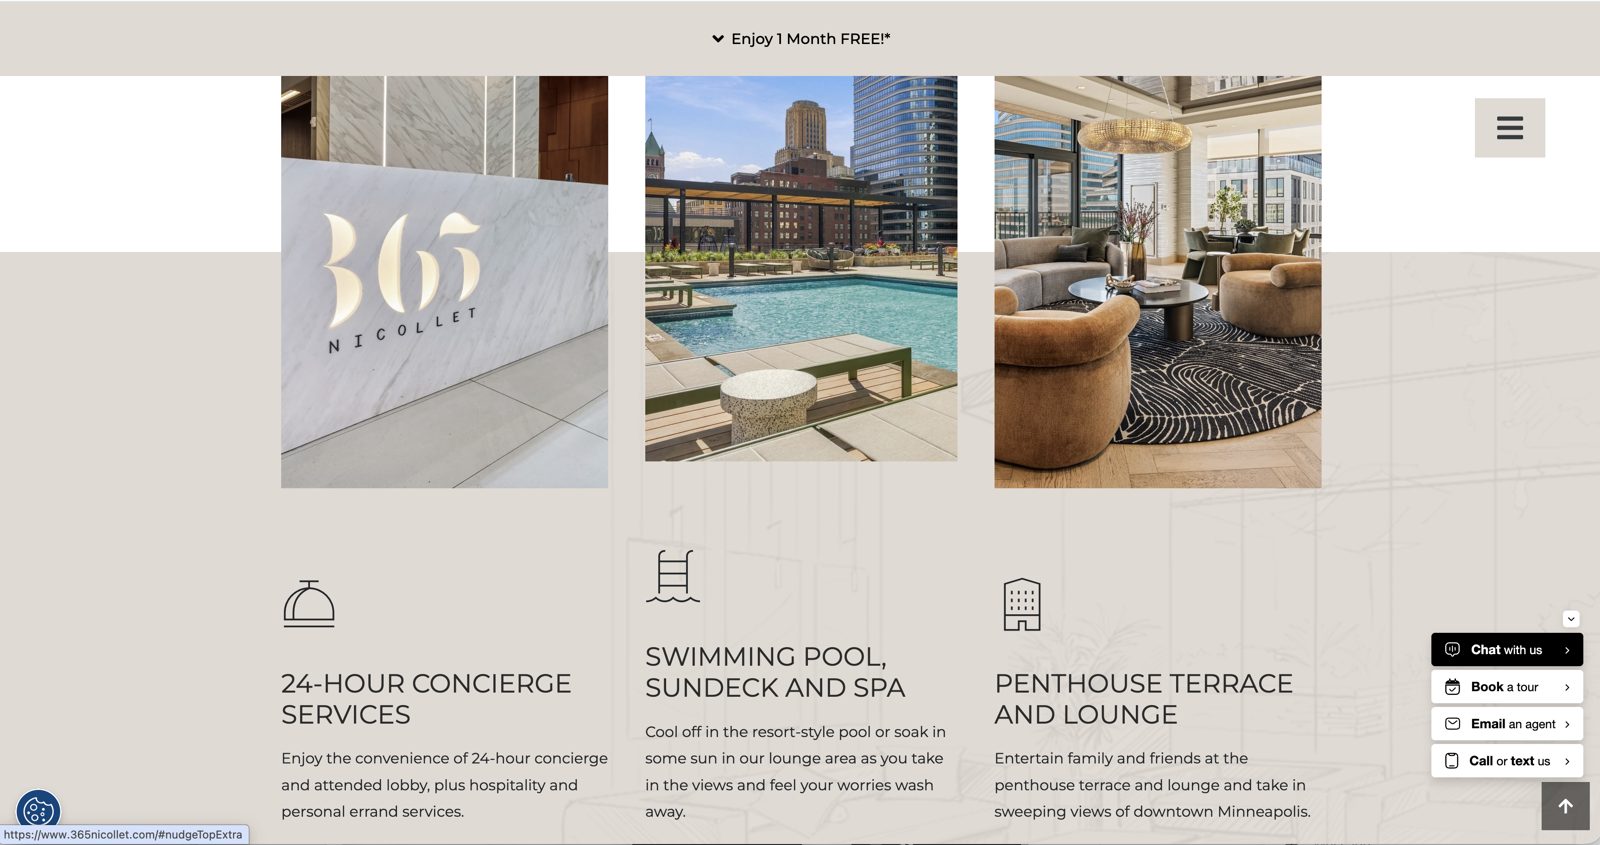 Enjoy 1 Month FREE!*
365
NICOLLET
24-HOUR CONCIERGE
SERVICES
Enjoy the convenience of 24-hour concierge
and attended lobby, plus hospitality and
personal errand services.
SWIMMING POOL,
SUNDECK AND SPA
Cool off in the resort-style pool or soak in
some sun in our lounge area as you take
in the views and feel your worries wash
away.
PENTHOUSE TERRACE
AND LOUNGE
Entertain family and friends at the
penthouse terrace and lounge and take in
sweeping views of downtown Minneapolis.
Chat with us
Book a tour
Email an agent
Call or text us
https://www.365nicollet.com/#nudgeTopExtra